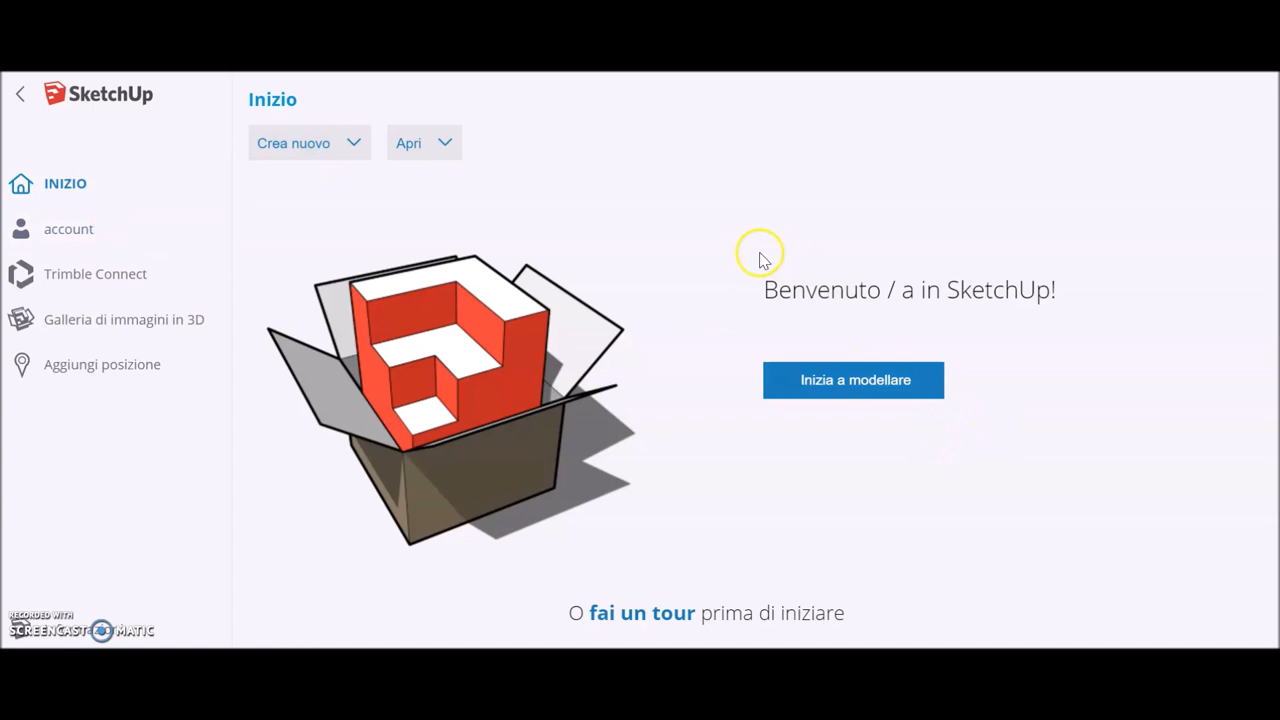 SketchUp
Inizio
Crea nuovo
Apri
INIZIO
account
Trimble Connect
Galleria di immagini in 3D
Aggiungi posizione
Benvenuto / a in SketchUp!
Inizia a modellare
O fai un tour prima di iniziare
RECORDED WITH
SCREENCAST MATIC